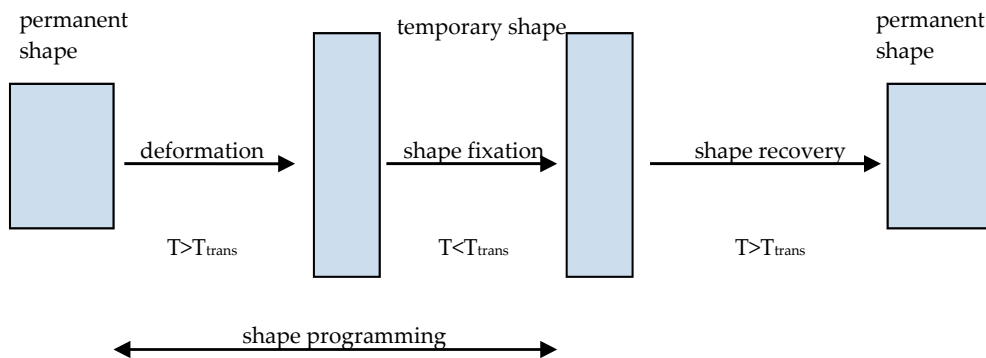 permanent
shape
temporary shape
permanent
shape
deformation
shape fixation
shape recovery
T>Ttrans
T<Ttrans
T>Ttrans
shape programming